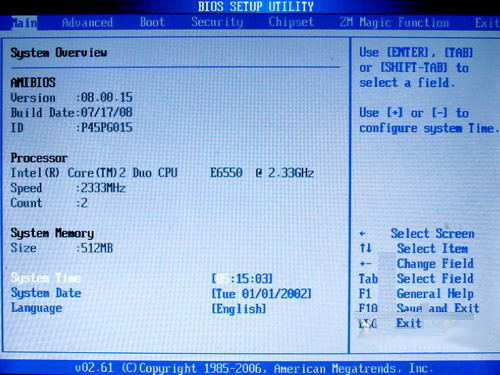 BIOS SETUP UTILITY
Main Advanced Boot Security Chipset ZM Magic Function Exit
System Overview
AMIBIOS
Version :08.00.15
Build Date:07/17/08
ID :P45PG015
Processor
Intel(R) Core(TM)2 Duo CPU E6550 @ 2.33GHz
Speed :2333MHz
Count :2
System Memory
Size :512MB
System Time :15:03]
System Date [Tue 01/01/2002]
Language [English]
Use [ENTER], [TAB]
or [SHIFT-TAB] to
select a field.
Use [+] or [-] to
configure system Time.
← Select Screen
↑↓ Select Item
+- Change Field
Tab Select Field
F1 General Help
F10 Save and Exit
ESC Exit
v02.61 (C)Copyright 1985-2006, American Megatrends, Inc.